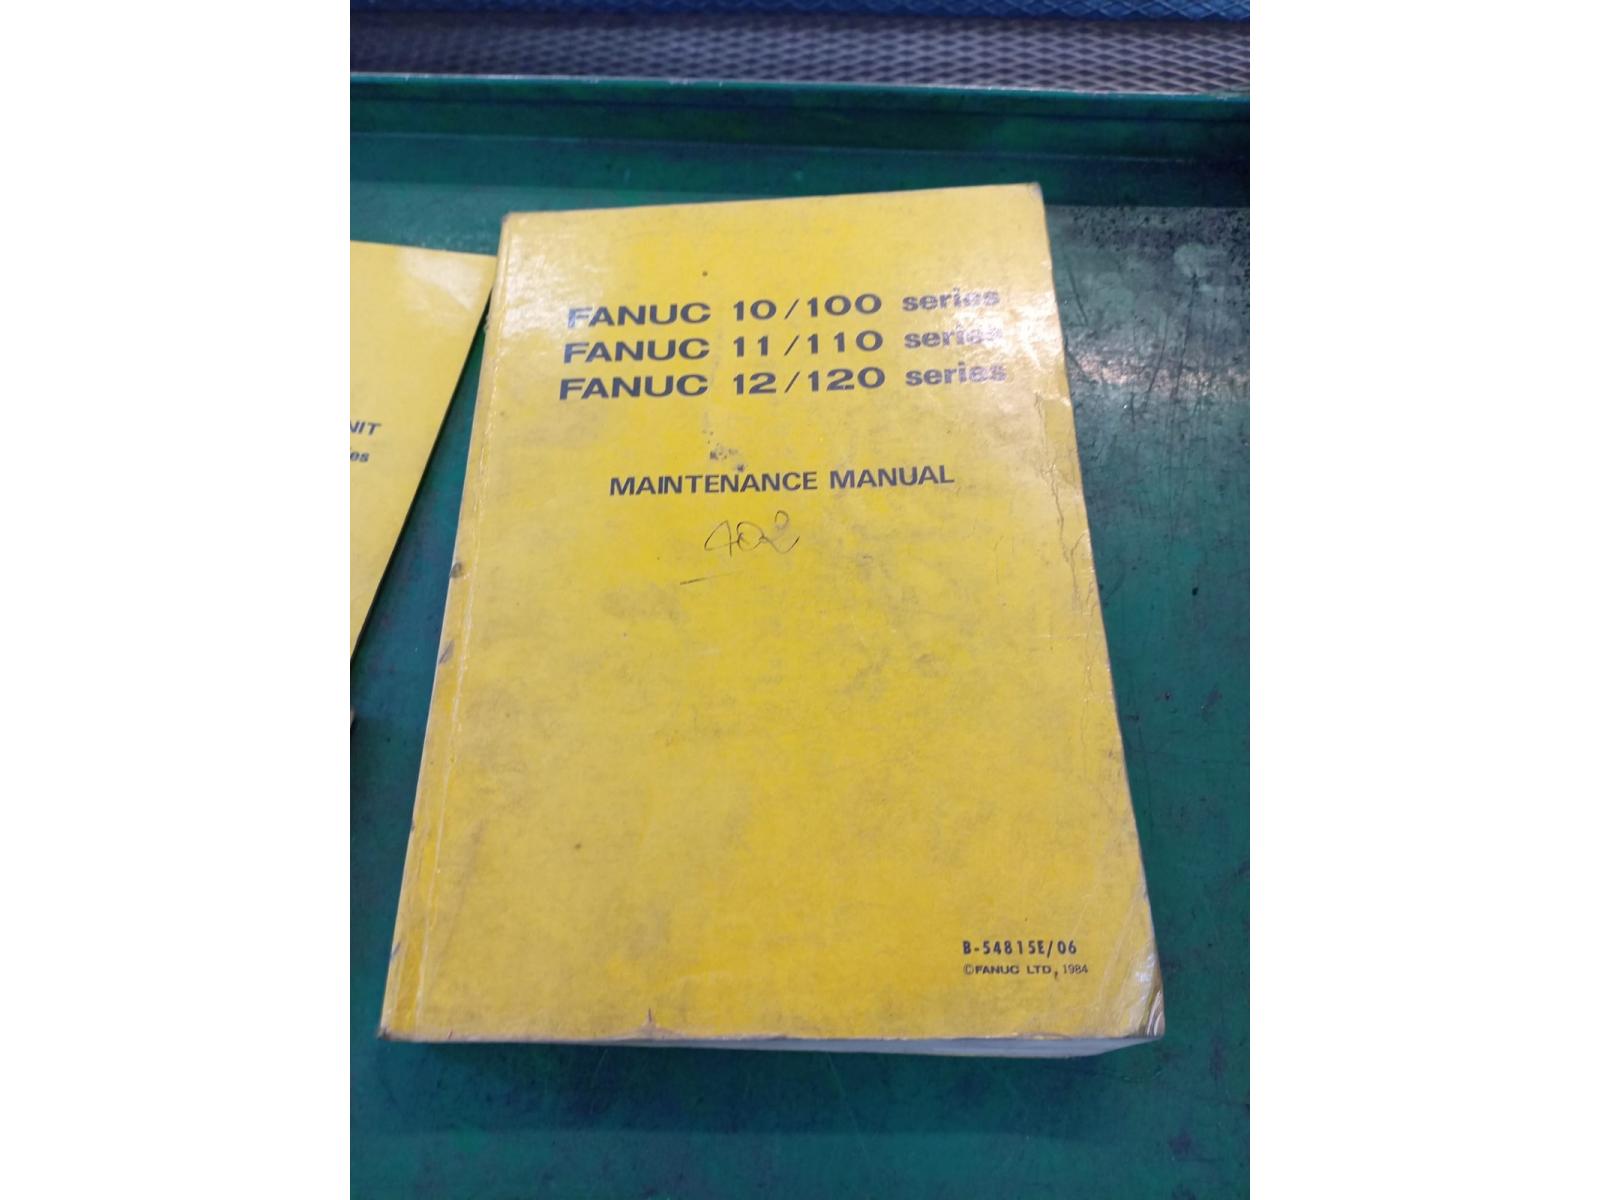 FANUC 10/100 series
FANUC 11/110 series
FANUC 12/120 series
MAINTENANCE MANUAL
402
B-54815E/06
©FANUC LTD, 1984